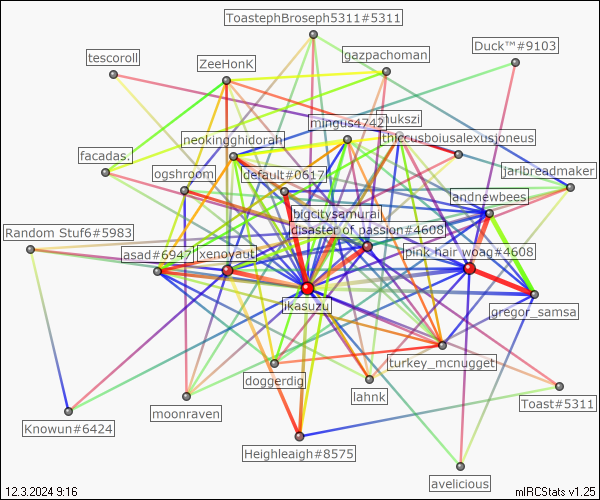 ToastephBroseph5311#5311
Duck™#9103
gazpachoman
tescoroll
ZeeHonK
mingus4742
nukszi
thiccusboiusalexusjoneus
neokingghidorah
facadas.
ogshroom
default#0617
jarlbreadmaker
landnewbees
bigcitysamurai
disaster of passion#4608
Random Stuf6#5983
asad#6947
xenoyaut
pink hair woag#4608
ikasuzu
gregor_samsa
turkey_mcnugget
doggerdig
lahnk
Toast#5311
moonraven
Knowun#6424
Heighleaigh#8575
avelicious
12.3.2024 9:16
mIRCStats v1.25